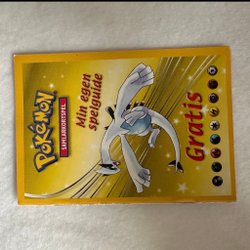 POKÉMON
SAMLARKORTSPEL
Min egen
spelguide
Gratis